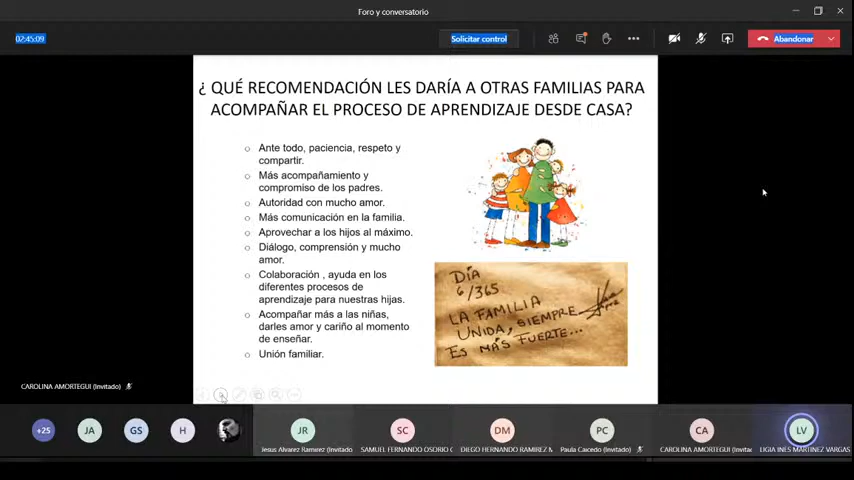 Foro y conversatorio
02:45:09
Solicitar control
Abandonar
¿ QUÉ RECOMENDACIÓN LES DARÍA A OTRAS FAMILIAS PARA
ACOMPAÑAR EL PROCESO DE APRENDIZAJE DESDE CASA?
Ante todo, paciencia, respeto y
compartir.
Más acompañamiento y
compromiso de los padres.
Autoridad con mucho amor.
Más comunicación en la familia.
Aprovechar a los hijos al máximo.
Diálogo, comprensión y mucho
amor.
Colaboración , ayuda en los
diferentes procesos de
aprendizaje para nuestras hijas.
Acompañar más a las niñas,
darles amor y cariño al momento
de enseñar.
Unión familiar.
DÍA
6/365
LA FAMILIA
UNIDA, SIEMPRE
ES MÁS FUERTE...
CAROLINA AMORTEGUI (Invitado)
+25
JA
GS
H
JR
SC
DM
PC
CA
LV
Jesus Alvarez Ramirez (Invitado
SAMUEL FERNANDO OSORIO
DIEGO HERNANDO RAMIREZ
Paula Caicedo (Invitado)
CAROLINA AMORTEGUI (Invitac
LIGIA INES MARTINEZ VARGAS